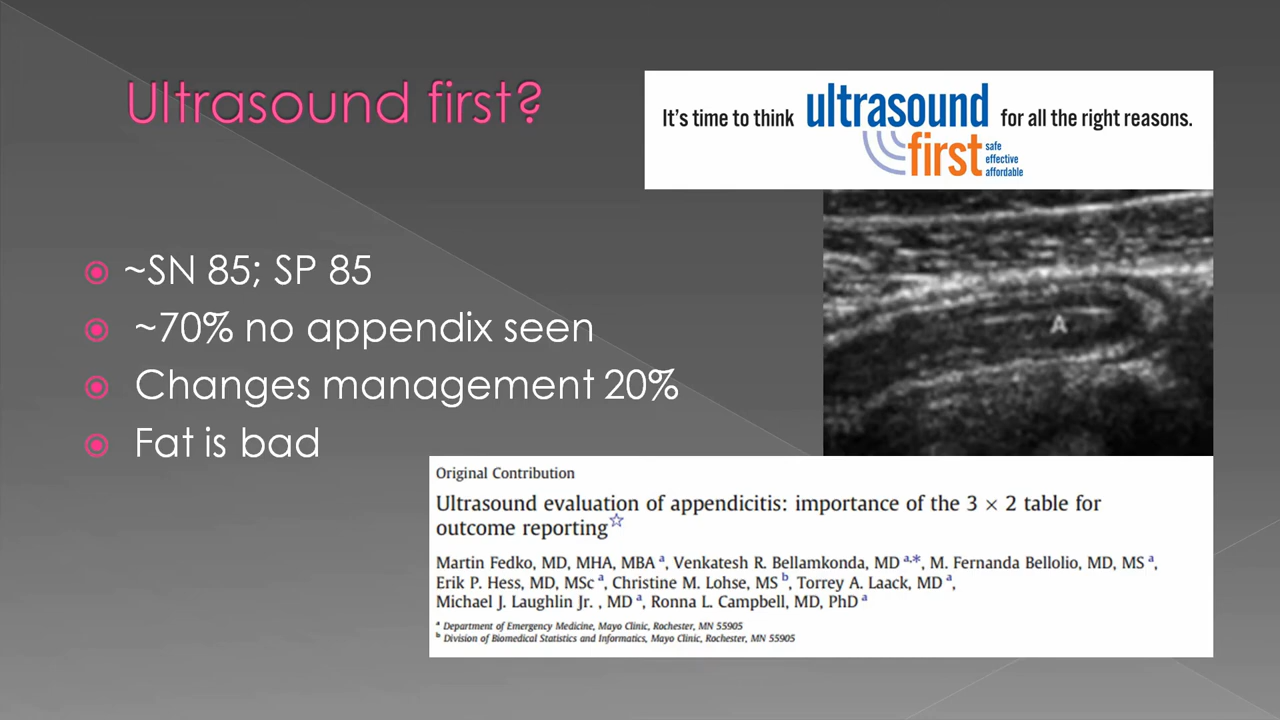 Ultrasound first?
It's time to think ultrasound for all the right reasons.
first safe
effective
affordable
~SN 85; SP 85
~70% no appendix seen
Changes management 20%
Fat is bad
A
Original Contribution
Ultrasound evaluation of appendicitis: importance of the 3 × 2 table for
outcome reporting☆
Martin Fedko, MD, MHA, MBA a, Venkatesh R. Bellamkonda, MD a,*, M. Fernanda Bellolio, MD, MS a,
Erik P. Hess, MD, MSc a, Christine M. Lohse, MS b, Torrey A. Laack, MD a,
Michael J. Laughlin Jr. , MD a, Ronna L. Campbell, MD, PhD a
a Department of Emergency Medicine, Mayo Clinic, Rochester, MN 55905
b Division of Biomedical Statistics and Informatics, Mayo Clinic, Rochester, MN 55905